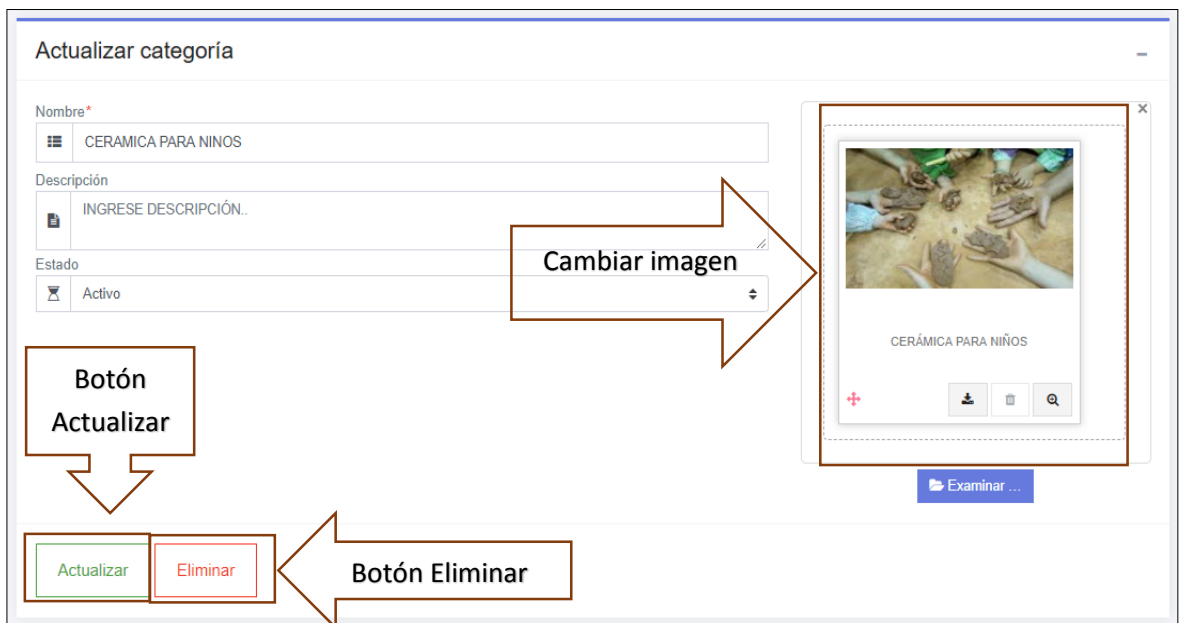 Actualizar categoría
Nombre*
CERAMICA PARA NINOS
Descripción
INGRESE DESCRIPCIÓN..
Estado
Activo
Cambiar imagen
CERÁMICA PARA NIÑOS
Examinar ...
Botón
Actualizar
Actualizar
Eliminar
Botón Eliminar